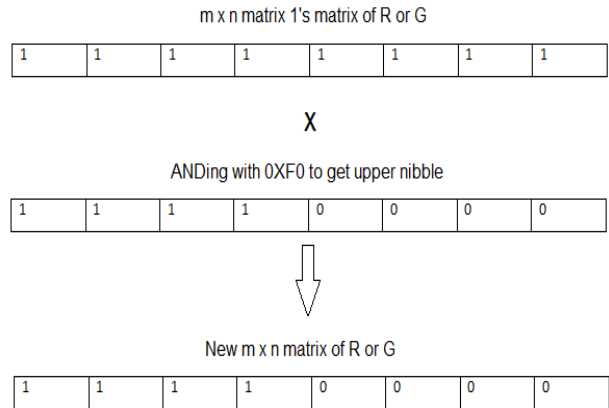 m x n matrix 1's matrix of R or G
1 1 1 1 1 1 1 1
X
ANDing with 0XF0 to get upper nibble
1 1 1 1 0 0 0 0
New m x n matrix of R or G
1 1 1 1 0 0 0 0